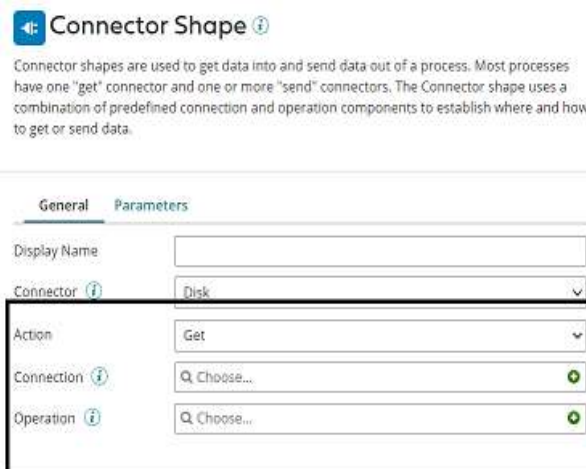 Connector Shape i
Connector shapes are used to get data into and send data out of a process. Most processes
have one "get" connector and one or more "send" connectors. The Connector shape uses a
combination of predefined connection and operation components to establish where and how
to get or send data.
General Parameters
Display Name
Connector i Disk
Action Get
Connection i Choose...
Operation i Choose...